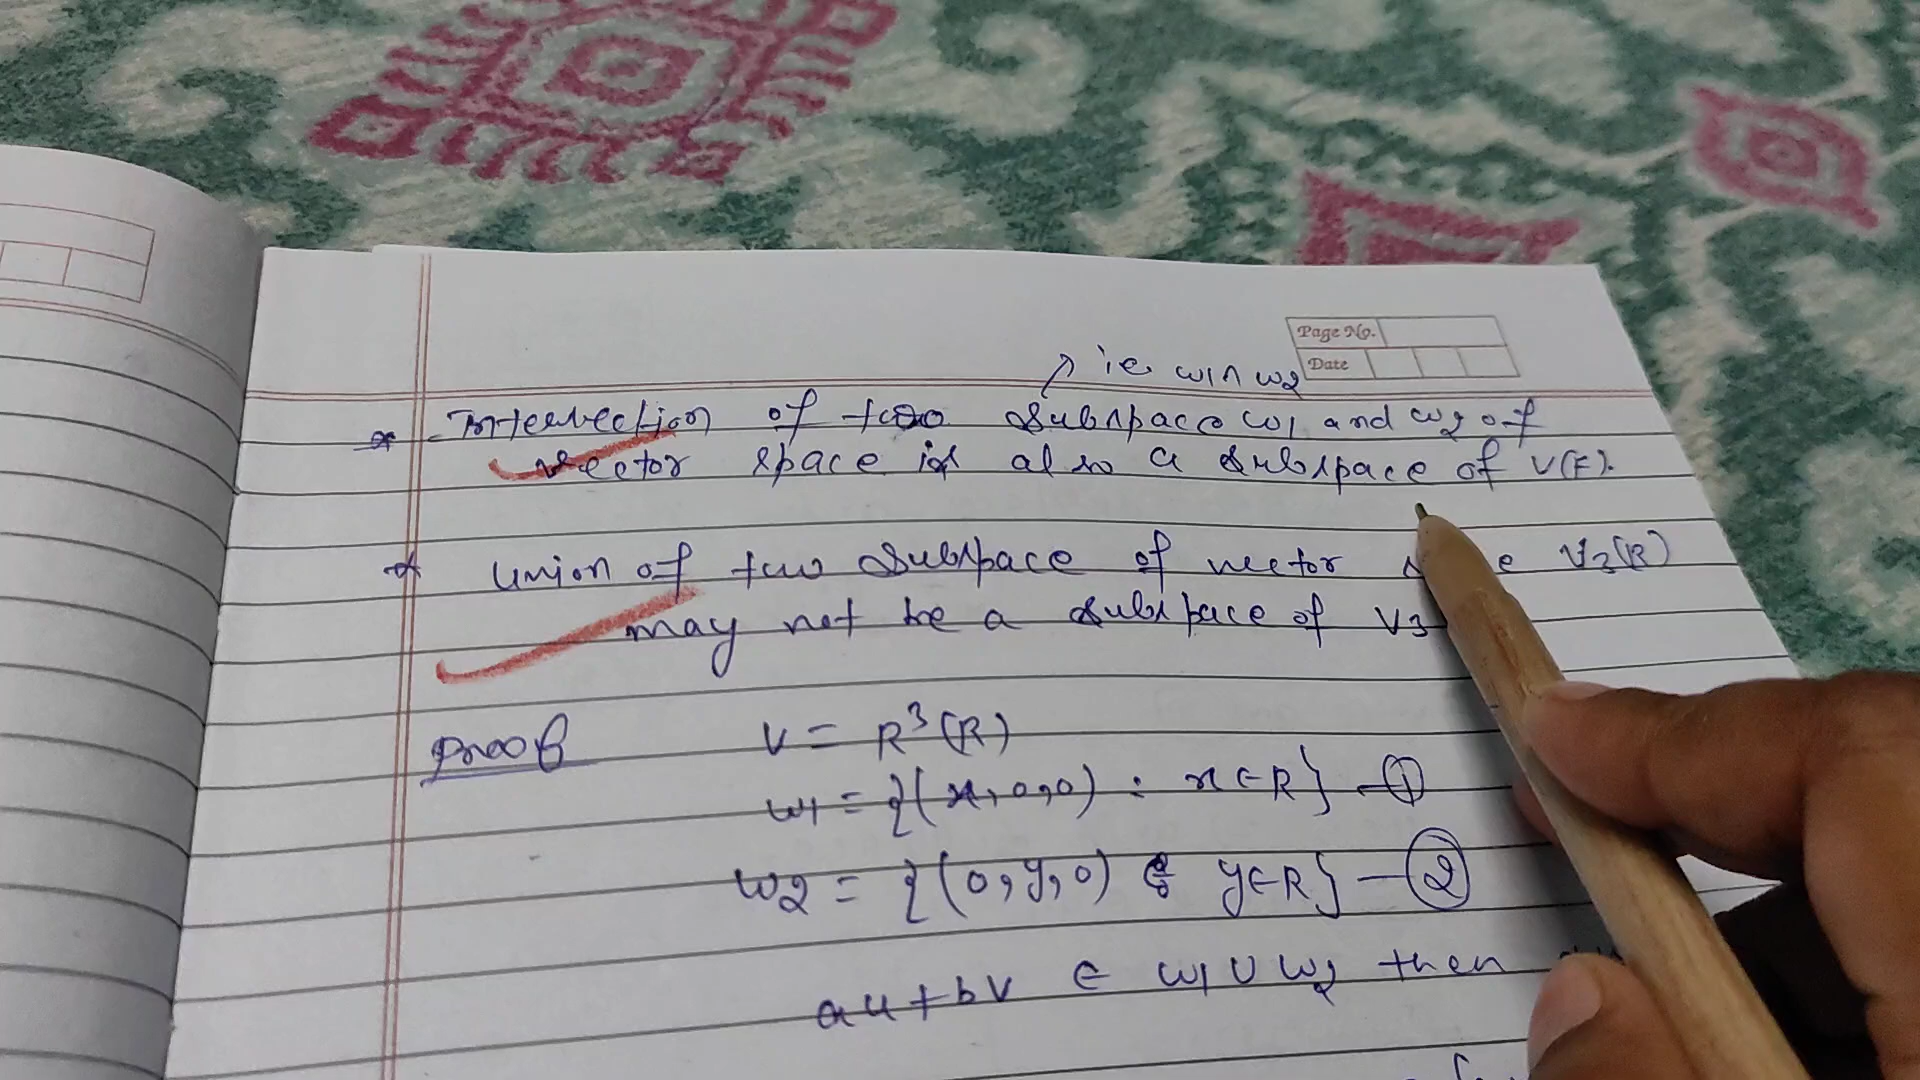 Page No.
Date
ie. W1 ∩ W2
Intersection of two Subspace W1 and W2 of
Vector space is also a Subspace of V(F).
Union of two Subspace of vector V3(R)
may not be a subspace of V3
Proof V = R³(R)
W1 = {(x,0,0) : x∈R} - ①
W2 = {(0,y,0) : y∈R} - ②
au+bv ∈ W1 U W2 then